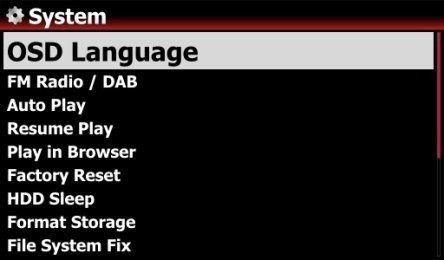 System
OSD Language
FM Radio / DAB
Auto Play
Resume Play
Play in Browser
Factory Reset
HDD Sleep
Format Storage
File System Fix